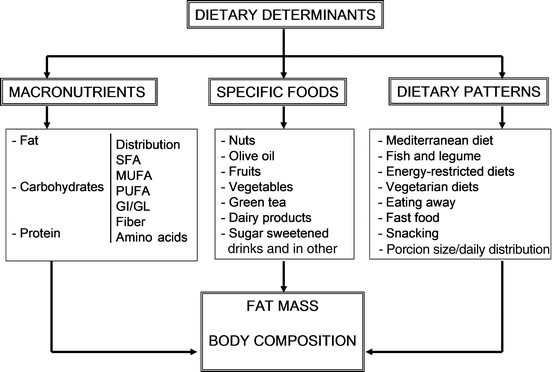 DIETARY DETERMINANTS
MACRONUTRIENTS
SPECIFIC FOODS
DIETARY PATTERNS
- Fat
- Carbohydrates
- Protein
Distribution
SFA
MUFA
PUFA
GI/GL
Fiber
Amino acids
- Nuts
- Olive oil
- Fruits
- Vegetables
- Green tea
- Dairy products
- Sugar sweetened
drinks and in other
- Mediterranean diet
- Fish and legume
- Energy-restricted diets
- Vegetarian diets
- Eating away
- Fast food
- Snacking
- Porcion size/daily distribution
FAT MASS
BODY COMPOSITION